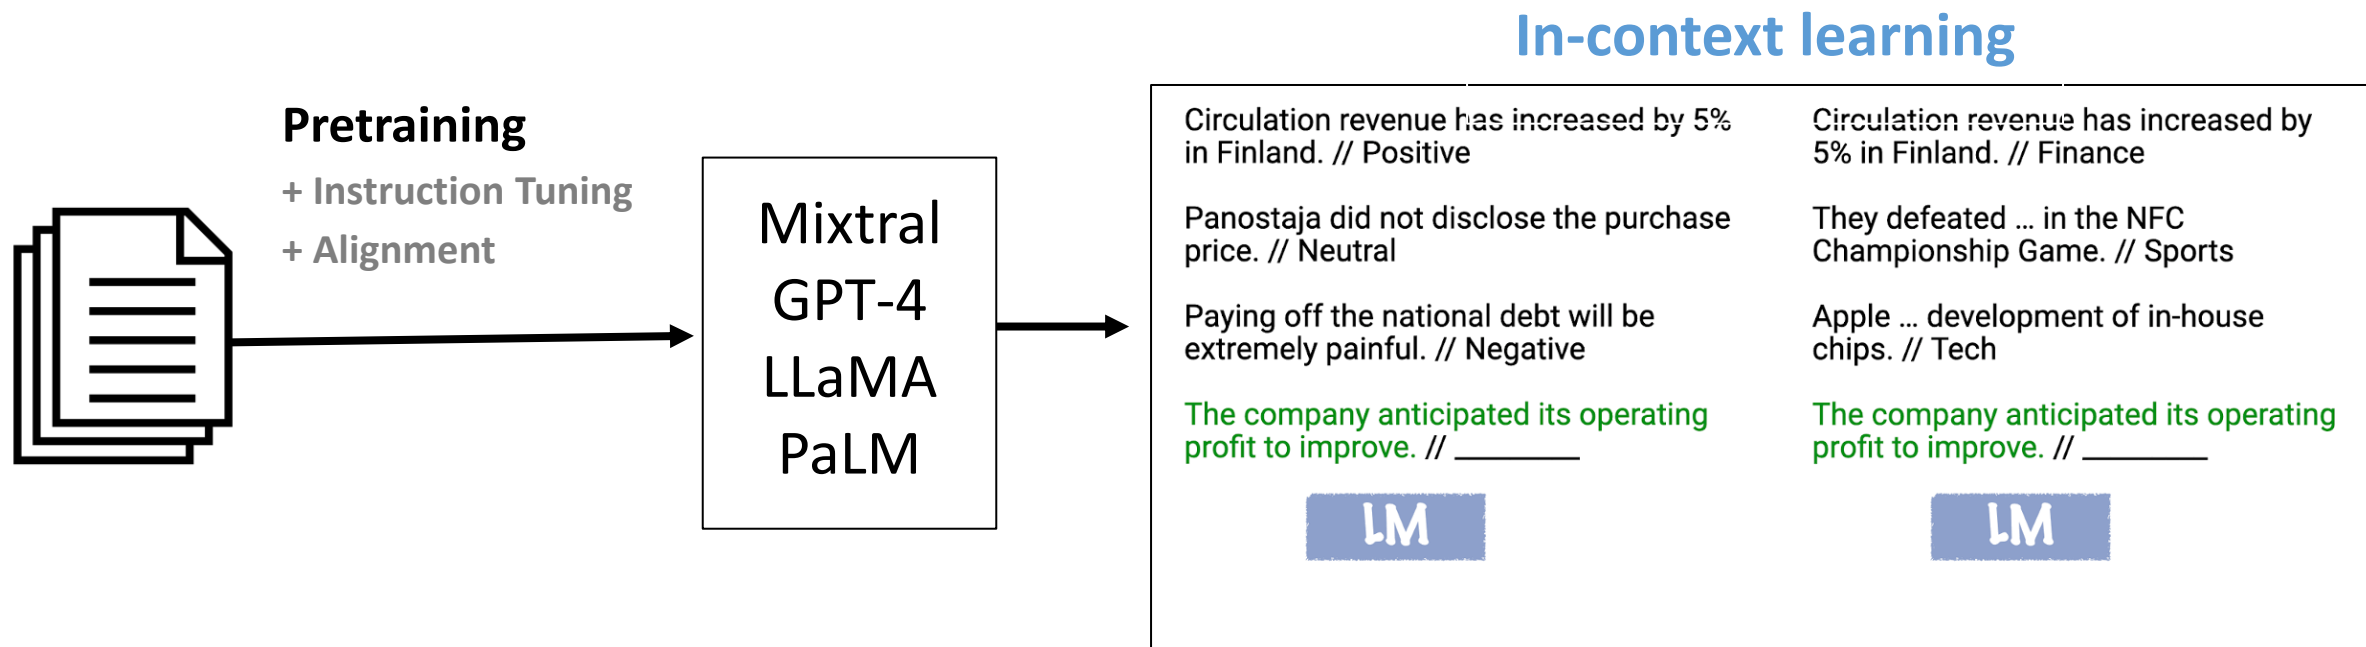 In-context learning
Pretraining
+ Instruction Tuning
+ Alignment
Mixtral
GPT-4
LLaMA
PaLM
Circulation revenue has increased by 5%
in Finland. // Positive
Panostaja did not disclose the purchase
price. // Neutral
Paying off the national debt will be
extremely painful. // Negative
The company anticipated its operating
profit to improve. // ________
LM
Circulation revenue has increased by
5% in Finland. // Finance
They defeated ... in the NFC
Championship Game. // Sports
Apple ... development of in-house
chips. // Tech
The company anticipated its operating
profit to improve. // ________
LM